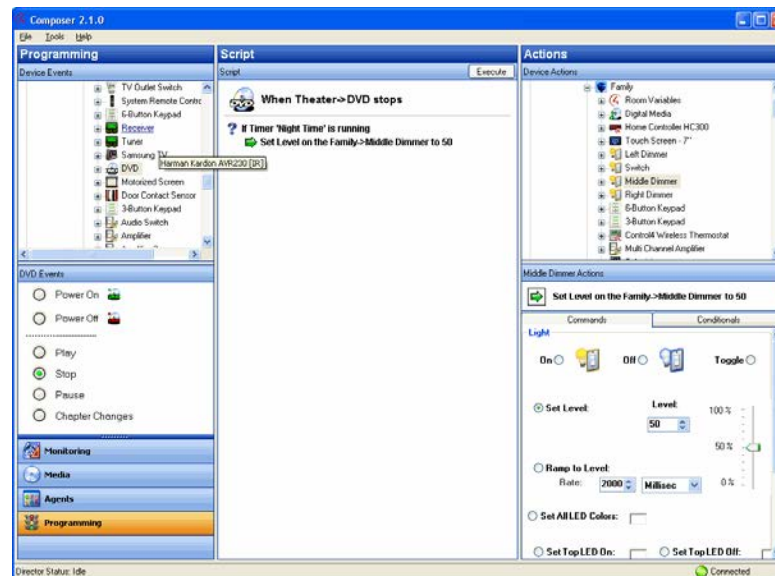 Composer 2.1.0
File Tools Help
Programming
Device Events
TV Outlet Switch
System Remote Contro
6-Button Keypad
Receiver
Tuner
Samsung TV
Harman Kardon AVR230 [IR]
DVD
Motorized Screen
Door Contact Sensor
3-Button Keypad
Audio Switch
Amplifier
DVD Events
Power On
Power Off
Play
Stop
Pause
Chapter Changes
Monitoring
Media
Agents
Programming
Director Status: Idle
Script
Script Execute
When Theater->DVD stops
? If Timer 'Night Time' is running
Set Level on the Family->Middle Dimmer to 50
Actions
Device Actions
Family
Room Variables
Digital Media
Home Controller HC300
Touch Screen - 7"
Left Dimmer
Switch
Middle Dimmer
Right Dimmer
6-Button Keypad
3-Button Keypad
Control4 Wireless Thermostat
Multi Channel Amplifier
Middle Dimmer Actions
Set Level on the Family->Middle Dimmer to 50
Commands Conditionals
Light
On Off Toggle
Set Level: Level: 100 %
50
50 %
Ramp to Level:
Rate: 2000 Millisec 0 %
Set All LED Colors:
Set Top LED On: Set Top LED Off:
Connected